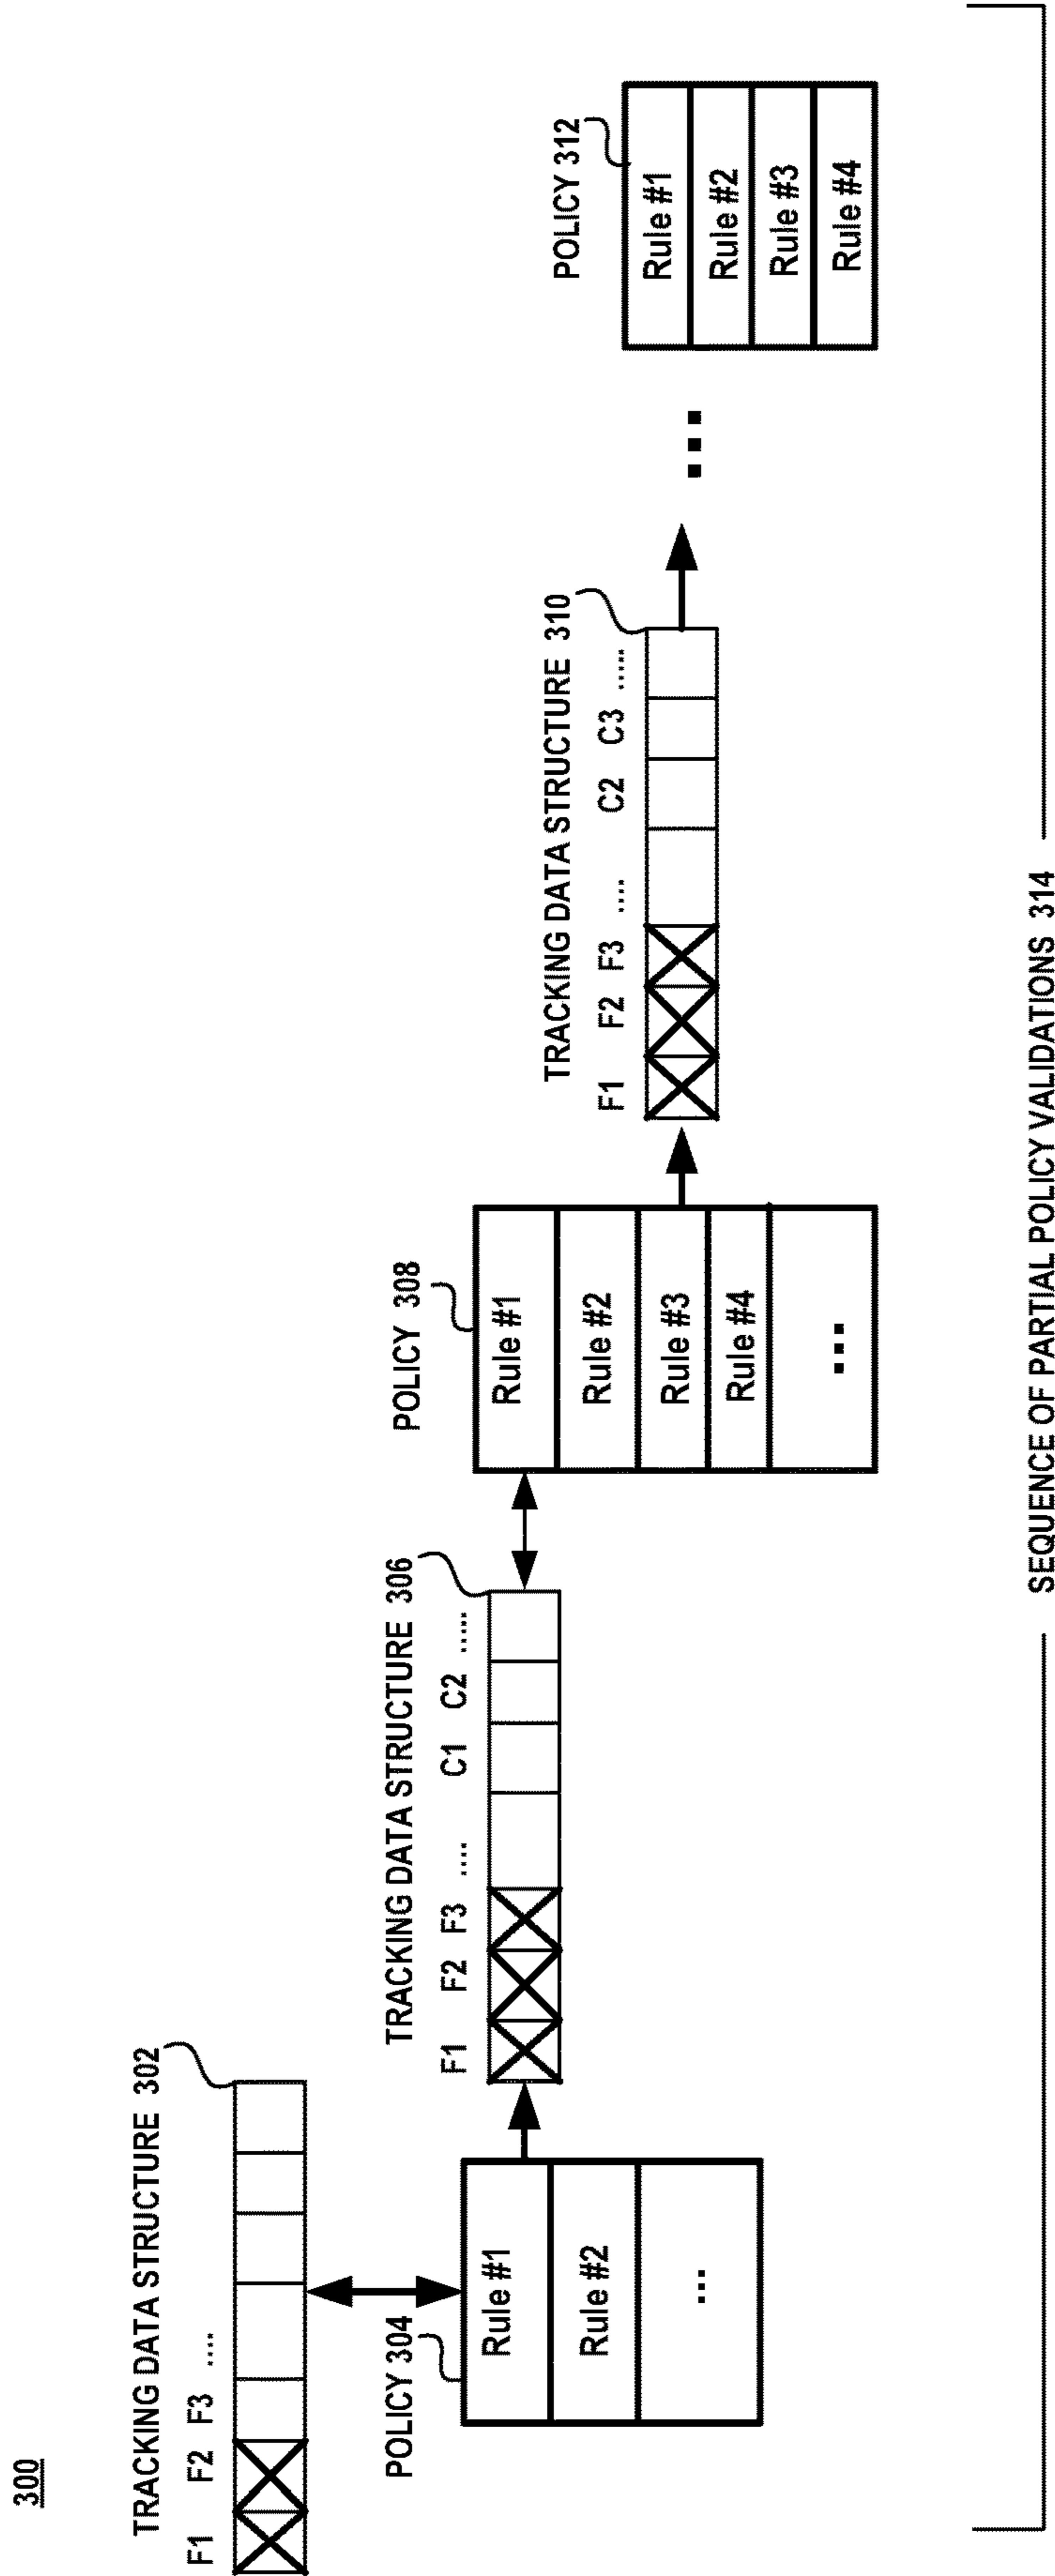 300
TRACKING DATA STRUCTURE 302
F1 F2 F3 ....
POLICY 304
Rule #1
Rule #2
...
TRACKING DATA STRUCTURE 306
F1 F2 F3 .... C1 C2 .....
POLICY 308
Rule #1
Rule #2
Rule #3
Rule #4
...
TRACKING DATA STRUCTURE 310
F1 F2 F3 .... C2 C3 .....
...
POLICY 312
Rule #1
Rule #2
Rule #3
Rule #4
SEQUENCE OF PARTIAL POLICY VALIDATIONS 314